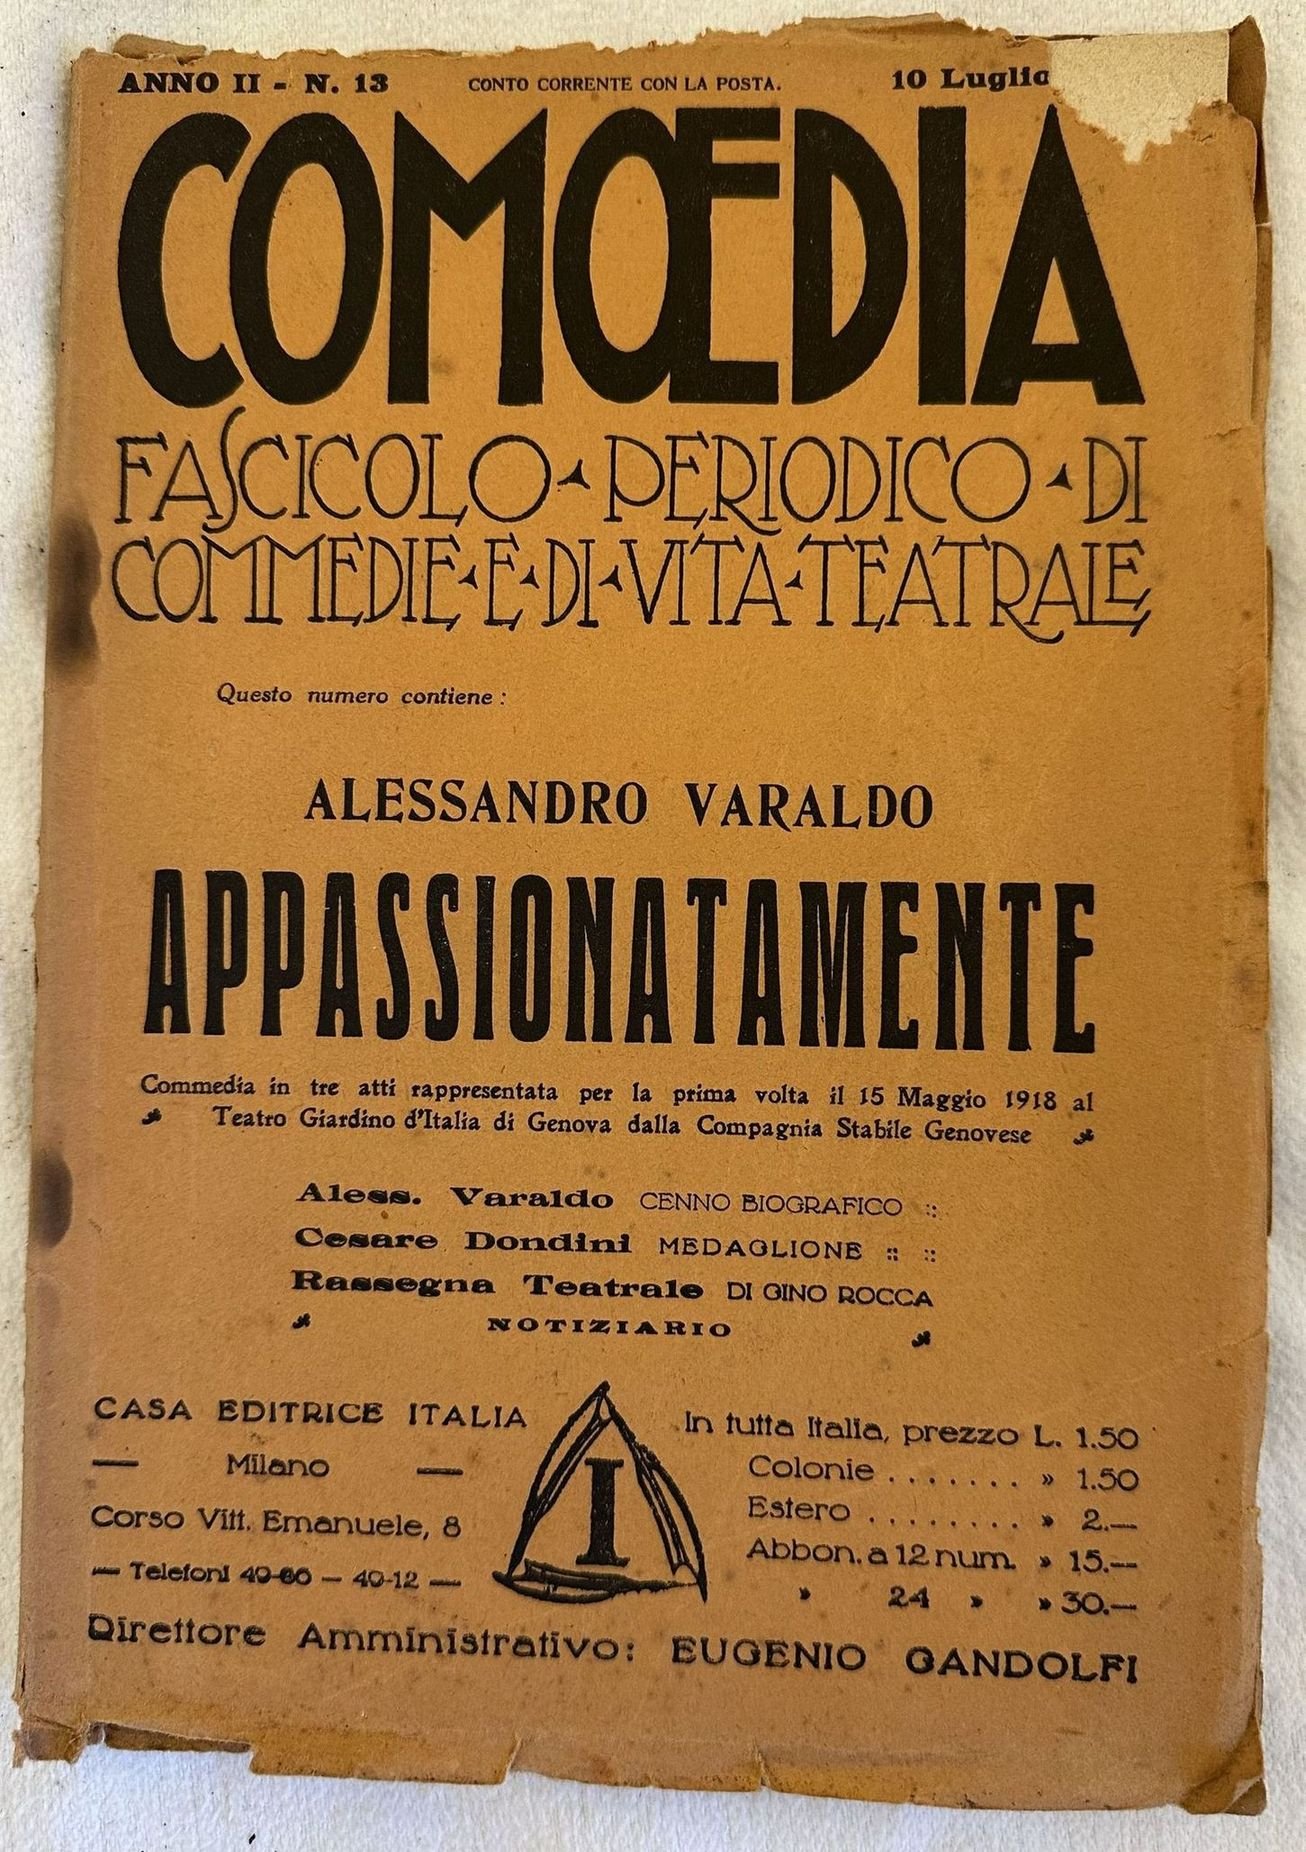 ANNO II - N. 13 CONTO CORRENTE CON LA POSTA. 10 Luglio
COMŒDIA
FASCICOLO PERIODICO DI
COMMEDIE E DI VITA TEATRALE
Questo numero contiene:
ALESSANDRO VARALDO
APPASSIONATAMENTE
Commedia in tre atti rappresentata per la prima volta il 15 Maggio 1918 al
Teatro Giardino d'Italia di Genova dalla Compagnia Stabile Genovese
Aless. Varaldo CENNO BIOGRAFICO ::
Cesare Dondini MEDAGLIONE :: ::
Rassegna Teatrale DI GINO ROCCA
NOTIZIARIO
CASA EDITRICE ITALIA
— Milano —
Corso Vitt. Emanuele, 8
— Telefoni — 40-12 —
I
In tutta Italia, prezzo L. 1.50
Colonie . . . . . . . » 1.50
Estero . . . . . . . . . » 2.—
Abbon. a 12 num. » 15.—
» 24 » » 30.—
Direttore Amministrativo: EUGENIO GANDOLFI